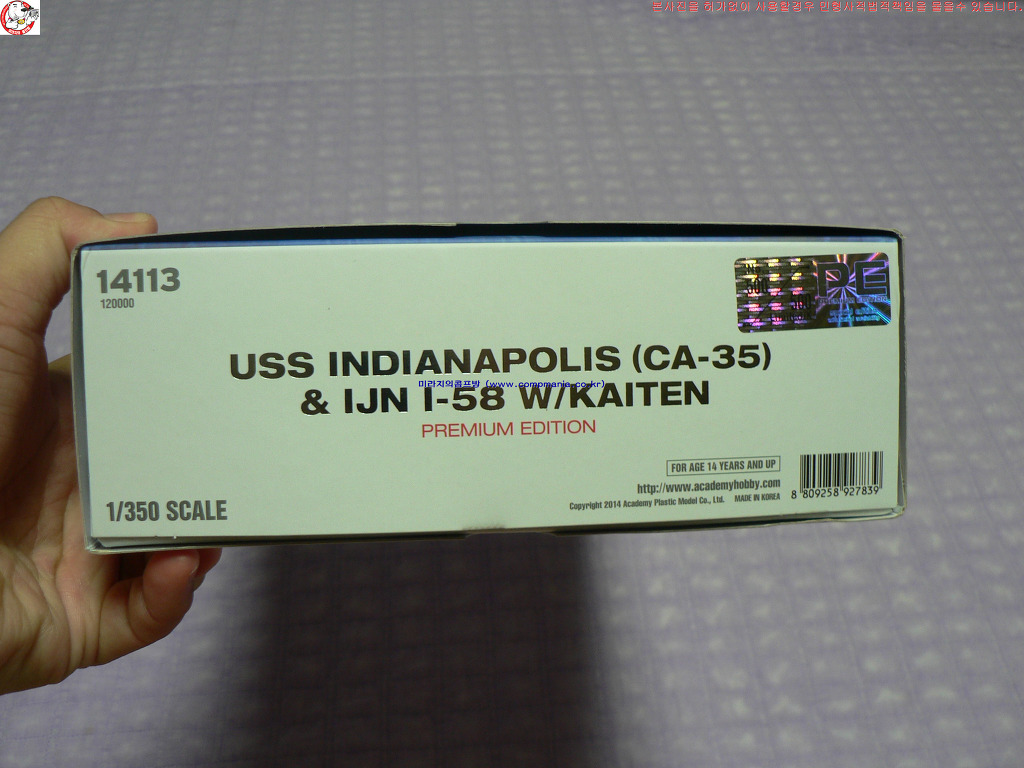 본사진을 허가없이 사용할경우 민형사적법적책임을 물을수 있습니다.
14113
120000
PE
PREMIUM EDITION
USS INDIANAPOLIS (CA-35)
미라지의콤프방 (www.compmania.co.kr)
& IJN I-58 W/KAITEN
PREMIUM EDITION
FOR AGE 14 YEARS AND UP
http://www.academyhobby.com
Copyright 2014 Academy Plastic Model Co., Ltd. MADE IN KOREA
8 809258 927839
1/350 SCALE